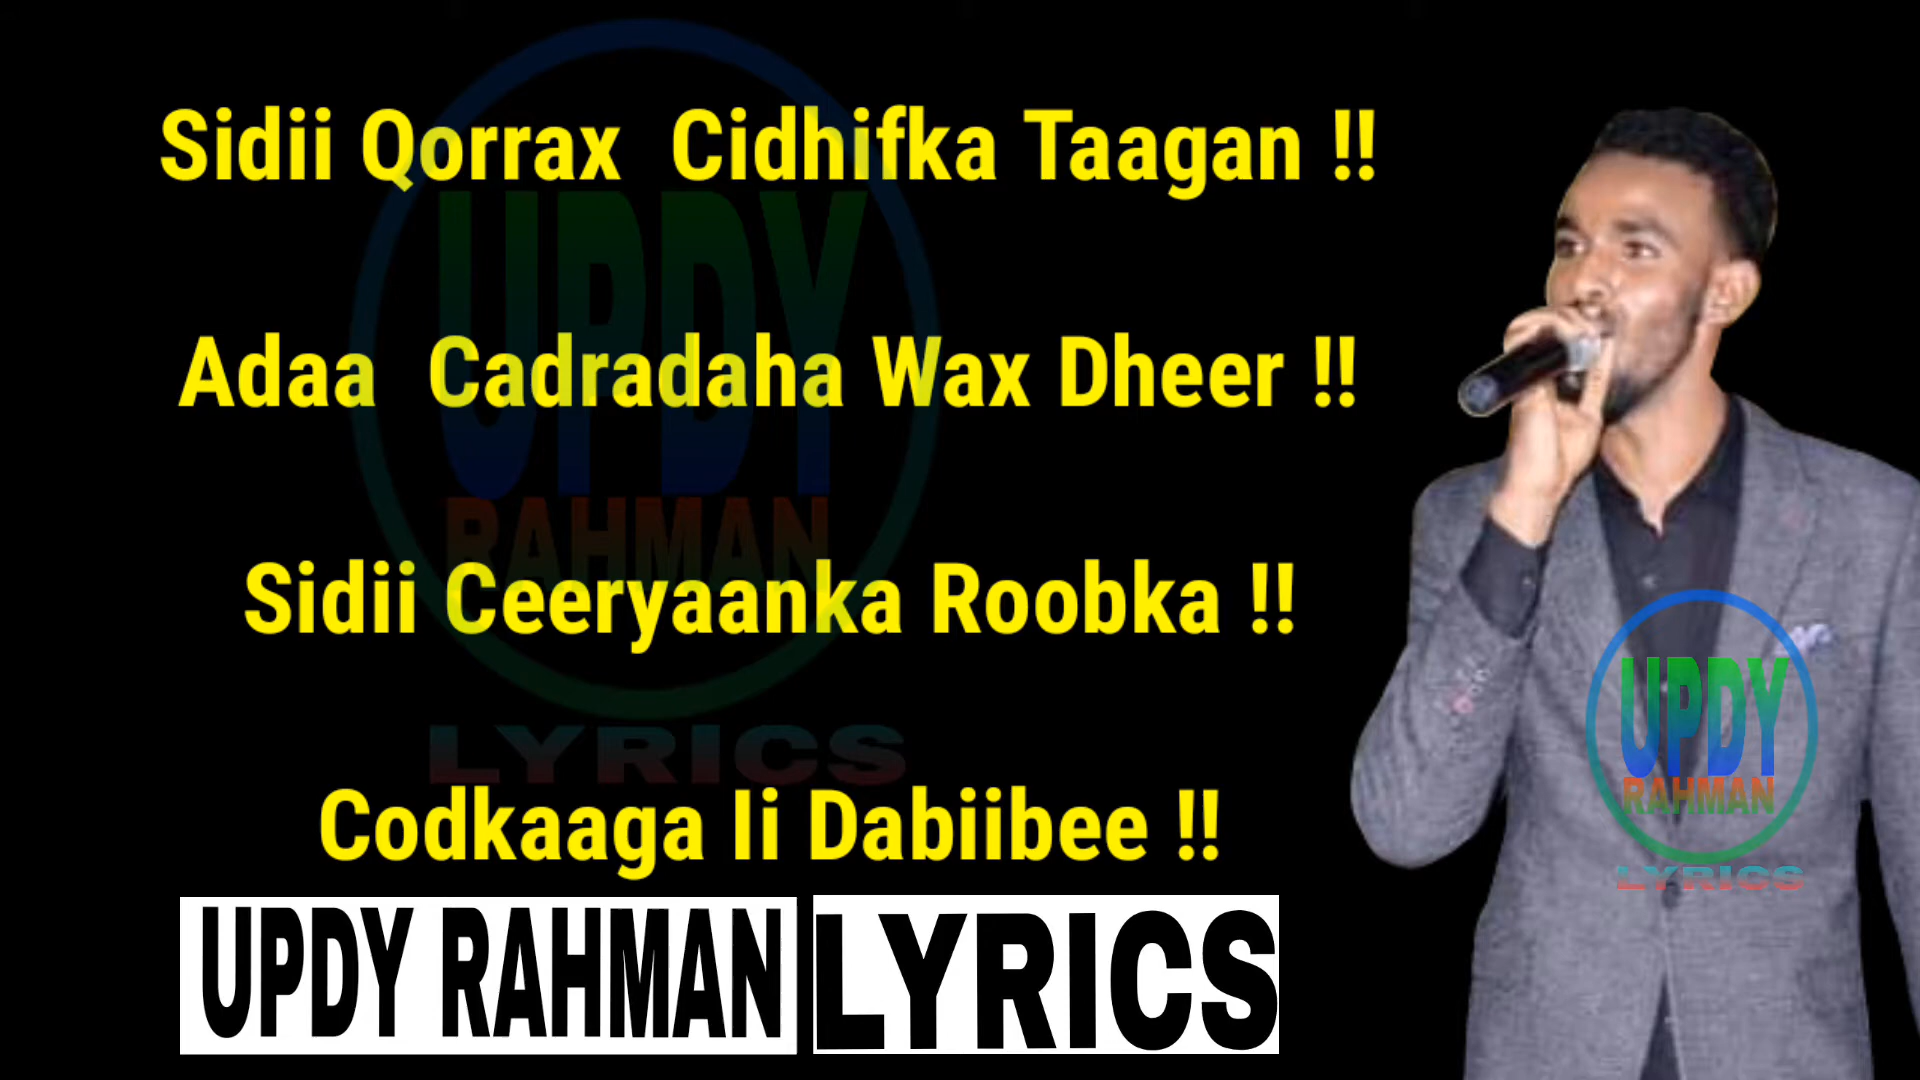 Sidii Qorrax Cidhifka Taagan !!
Adaa Cadradaha Wax Dheer !!
Sidii Ceeryaanka Roobka !!
Codkaaga Ii Dabiibee !!
UPDY RAHMAN LYRICS
UPDY
RAHMAN
LYRICS
UPDY
RAHMAN
LYRICS